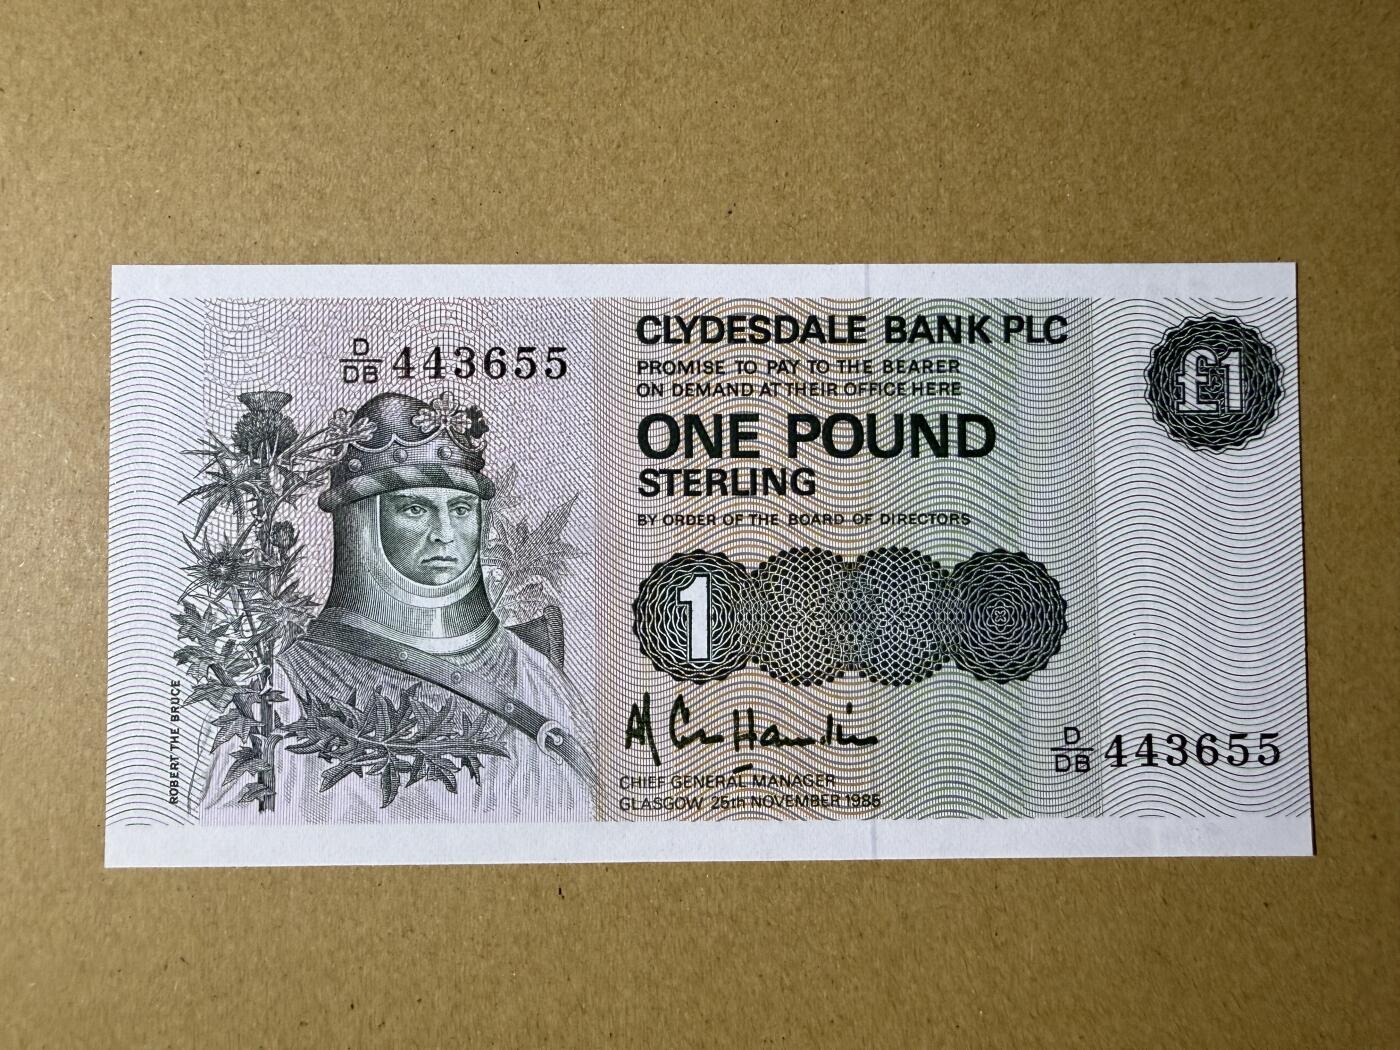 CLYDESDALE BANK PLC
£1
D/DB 443655
PROMISE TO PAY TO THE BEARER
ON DEMAND AT THEIR OFFICE HERE
ONE POUND
STERLING
BY ORDER OF THE BOARD OF DIRECTORS
1
CHIEF GENERAL MANAGER
GLASGOW 25th NOVEMBER 1985
D/DB 443655
ROBERT THE BRUCE